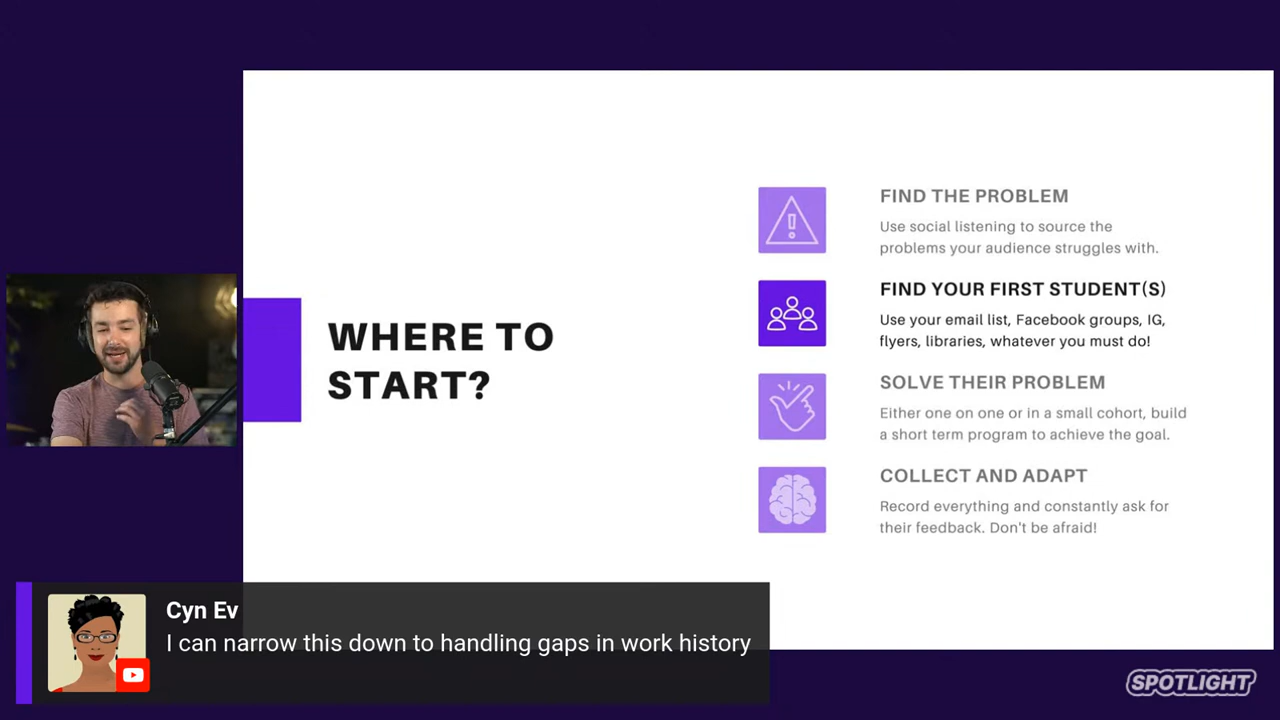 WHERE TO
START?
FIND THE PROBLEM
Use social listening to source the
problems your audience struggles with.
FIND YOUR FIRST STUDENT(S)
Use your email list, Facebook groups, IG,
flyers, libraries, whatever you must do!
SOLVE THEIR PROBLEM
Either one on one or in a small cohort, build
a short term program to achieve the goal.
COLLECT AND ADAPT
Record everything and constantly ask for
their feedback. Don't be afraid!
Cyn Ev
I can narrow this down to handling gaps in work history
SPOTLIGHT